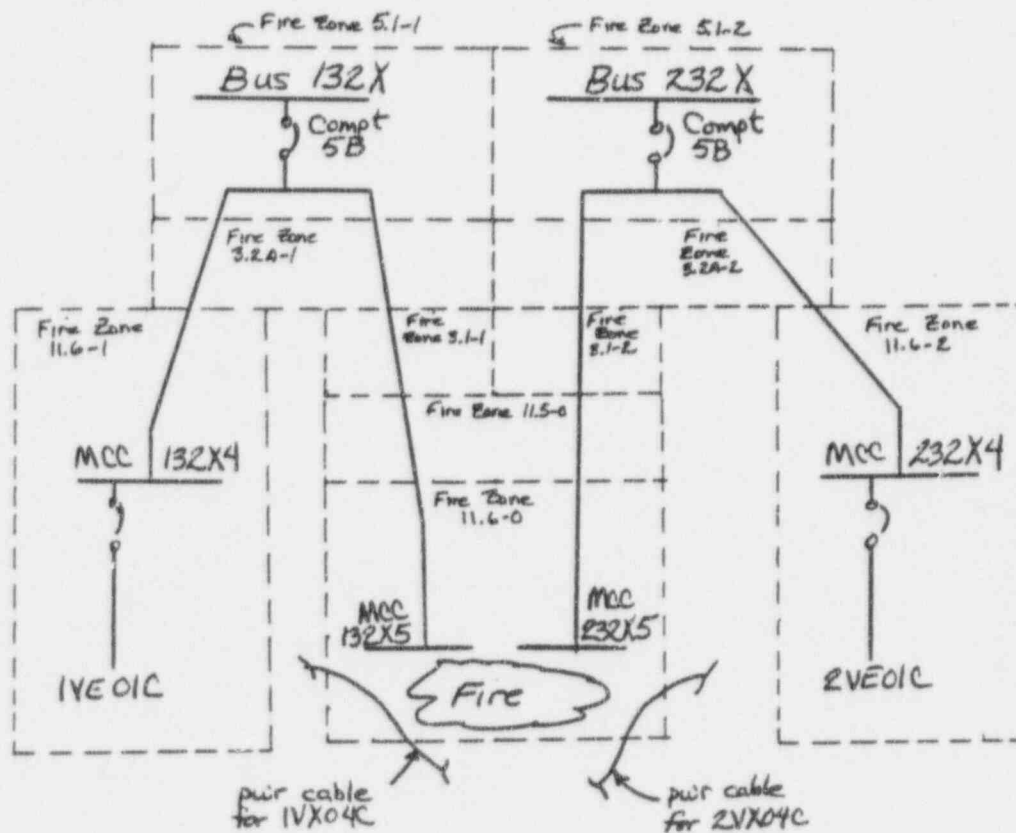 Fire Zone 5.1-1
Fire Zone 5.1-2
Bus 132X
Bus 232X
Compt
5B
Compt
5B
Fire Zone
3.2A-1
Fire
Zone
3.2A-2
Fire Zone
11.6-1
Fire
Zone 3.1-1
Fire
Zone
3.1-2
Fire Zone
11.6-2
Fire Zone 11.5-0
MCC 132X4
MCC 232X4
Fire Zone
11.6-0
MCC
132X5
MCC
232X5
1VE01C
Fire
2VE01C
pwr cable
for 1VX04C
pwr cable
for 2VX04C